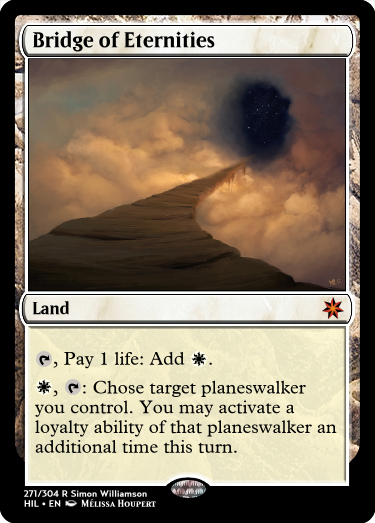 Bridge of Eternities
Land
, Pay 1 life: Add .
, : Chose target planeswalker
you control. You may activate a
loyalty ability of that planeswalker an
additional time this turn.
271/304 R Simon Williamson
HIL • EN Mélissa Houpert